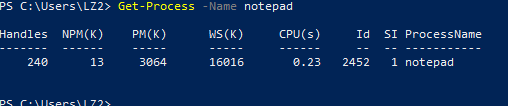 PS C:\Users\LZ2> Get-Process -Name notepad
Handles  NPM(K)    PM(K)      WS(K)     CPU(s)     Id  SI ProcessName
-------  ------    -----      -----     ------     --  -- -----------
    240      13     3064      16016       0.23   2452   1 notepad
PS C:\Users\LZ2>